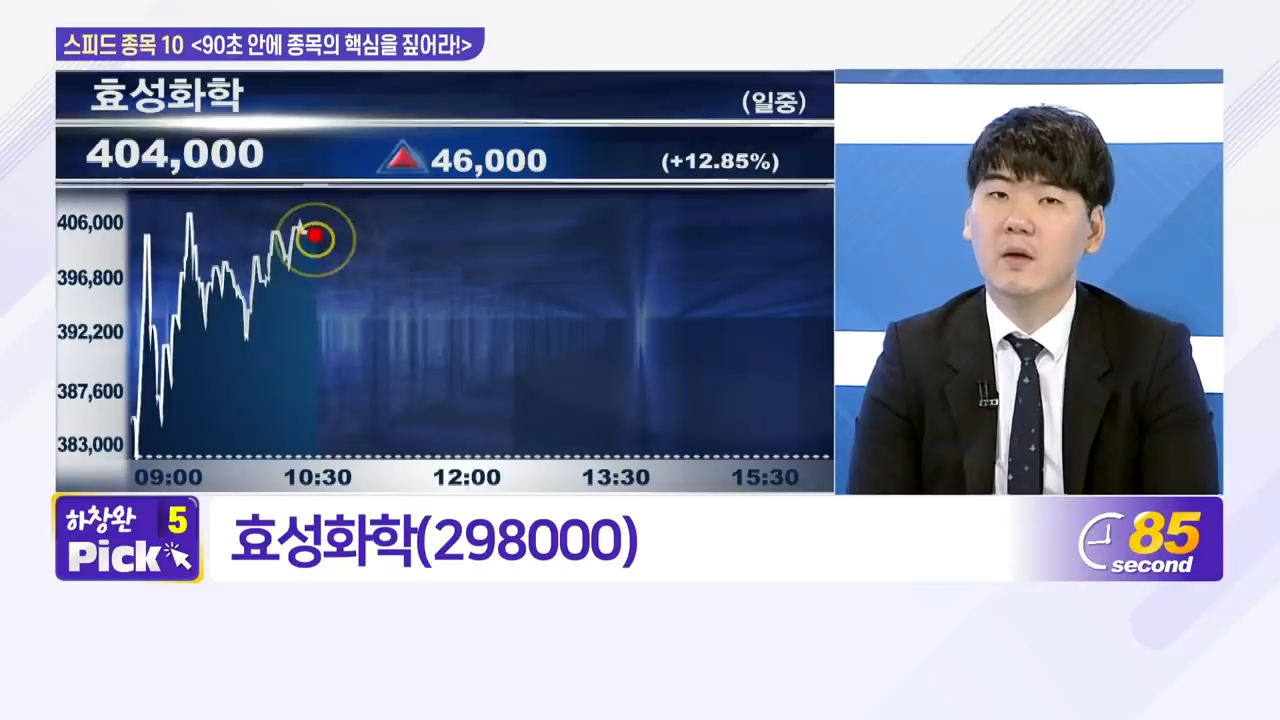 스피드 종목 10 <90초 안에 종목의 핵심을 짚어라!>
효성화학
(일중)
404,000 ▲ 46,000 (+12.85%)
406,000
396,800
392,200
387,600
383,000
09:00 10:30 12:00 13:30 15:30
하창완 5
Pick
효성화학(298000)
85
second